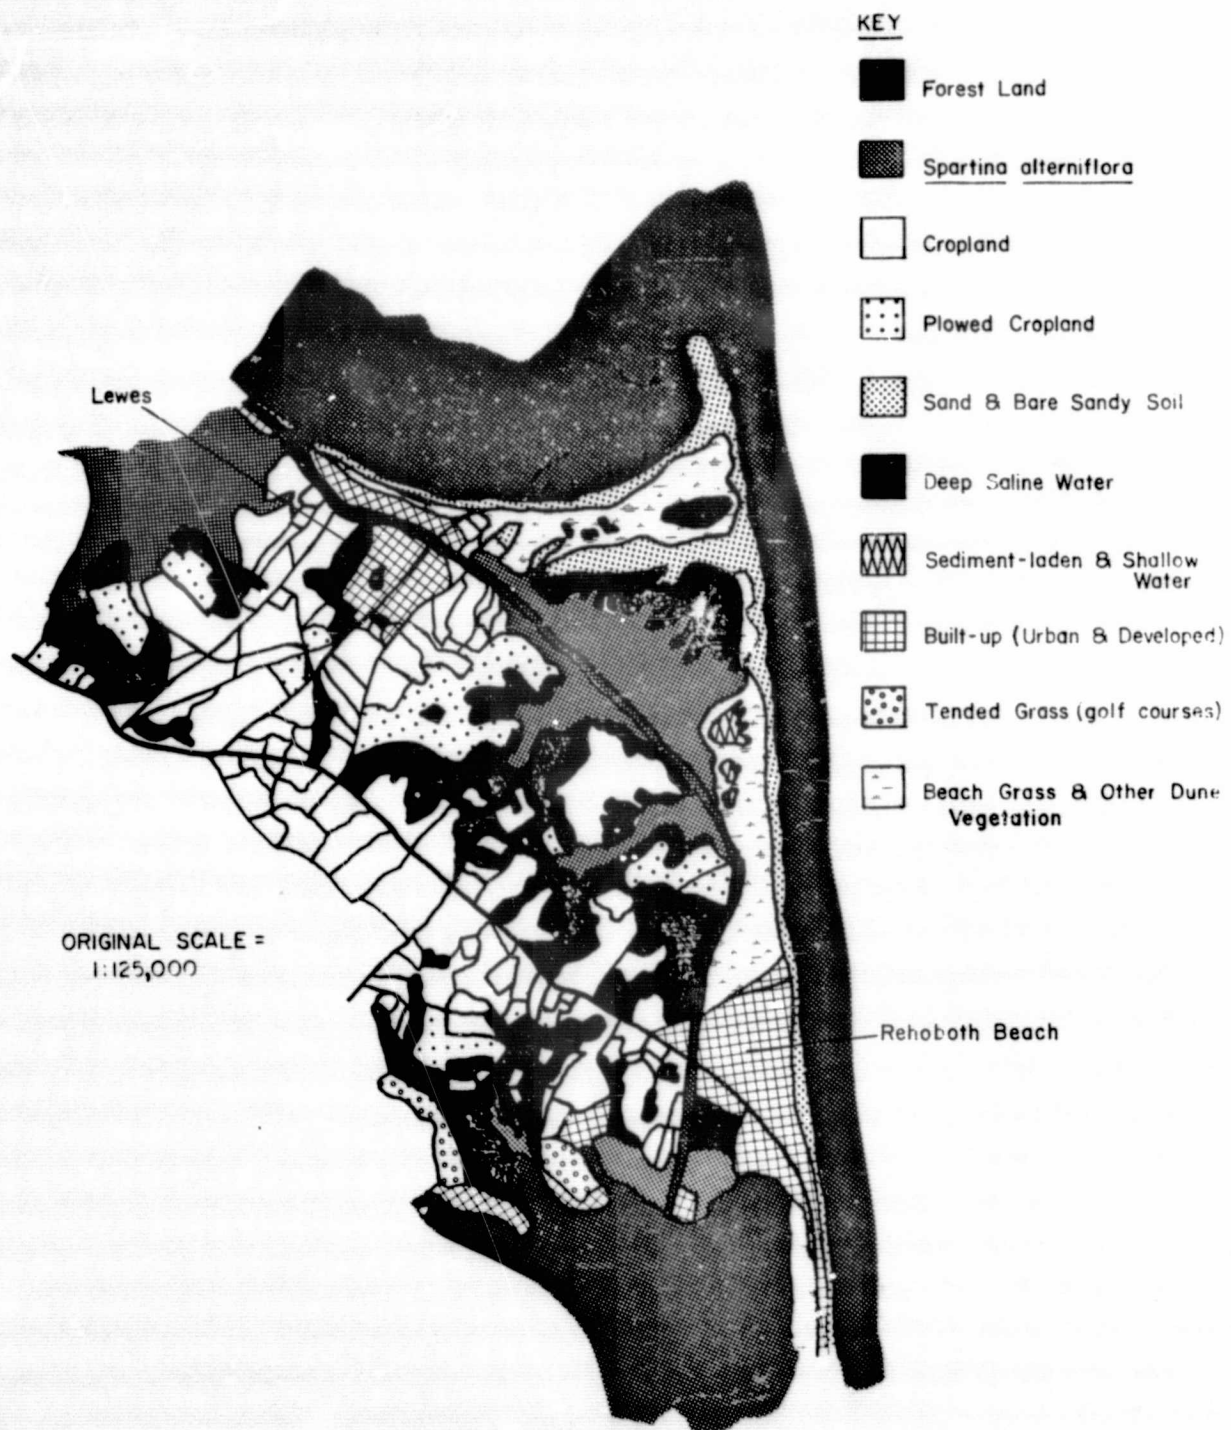 KEY
Forest Land
Spartina alterniflora
Cropland
Plowed Cropland
Sand & Bare Sandy Soil
Deep Saline Water
Sediment-laden & Shallow
Water
Built-up (Urban & Developed)
Tended Grass (golf courses)
Beach Grass & Other Dune
Vegetation
Lewes
ORIGINAL SCALE =
1:125,000
Rehoboth Beach